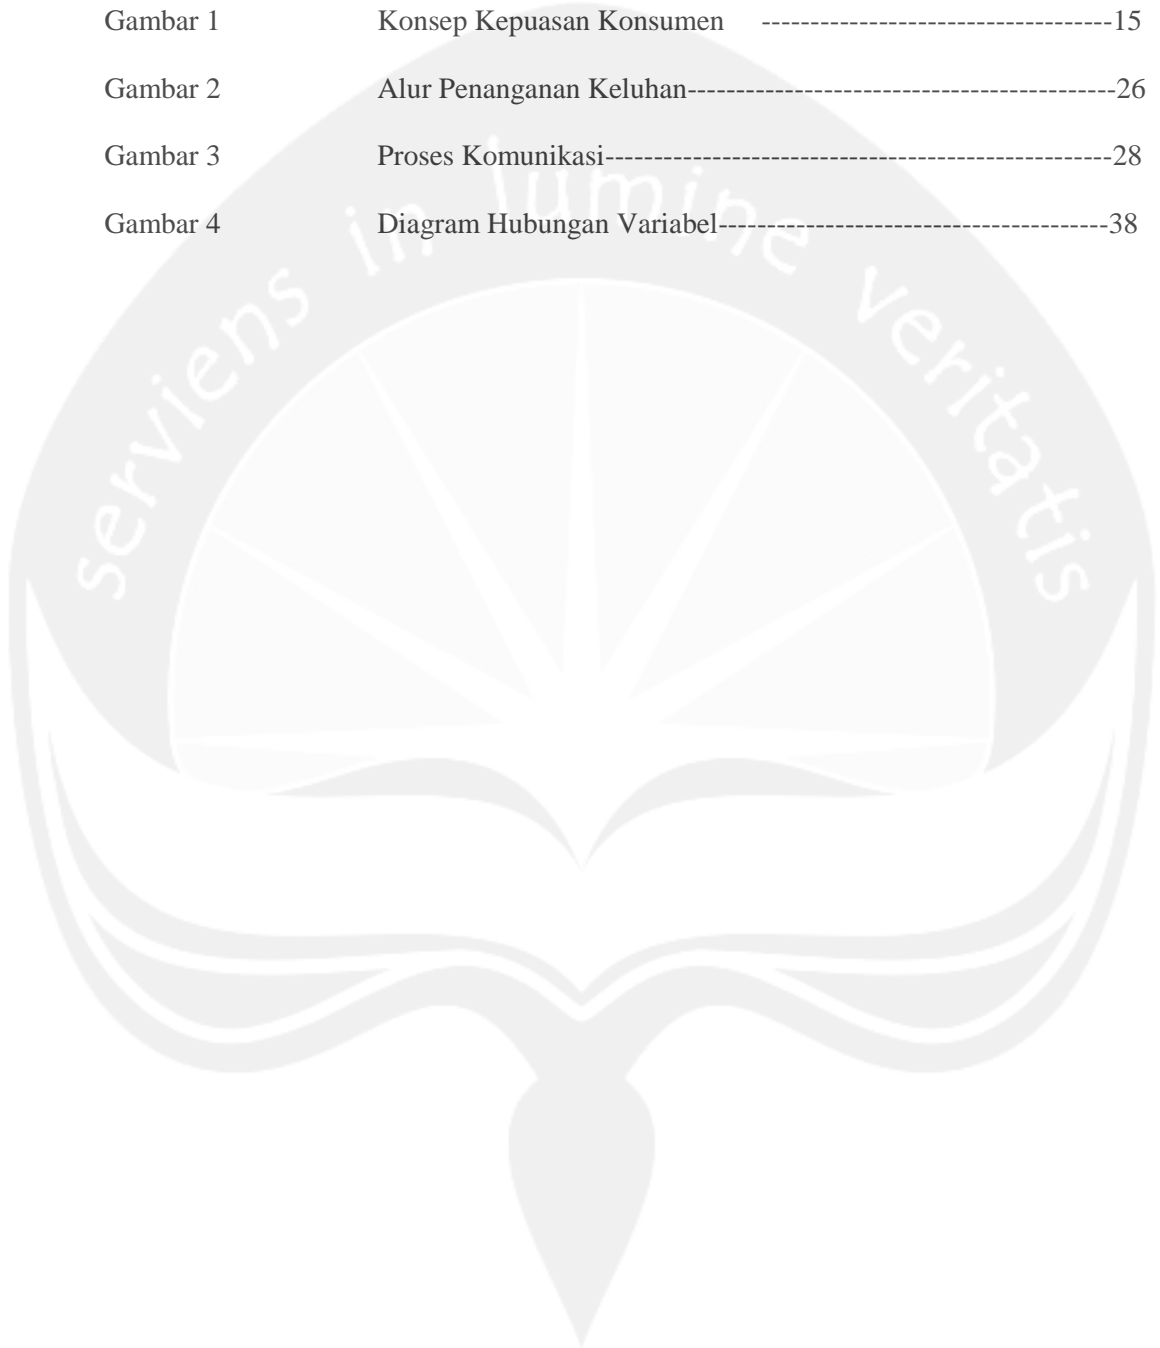 Gambar 1 Konsep Kepuasan Konsumen ------------------------------------15
Gambar 2 Alur Penanganan Keluhan--------------------------------------------26
Gambar 3 Proses Komunikasi----------------------------------------------------28
Gambar 4 Diagram Hubungan Variabel----------------------------------------38
serviens in lumine veritatis